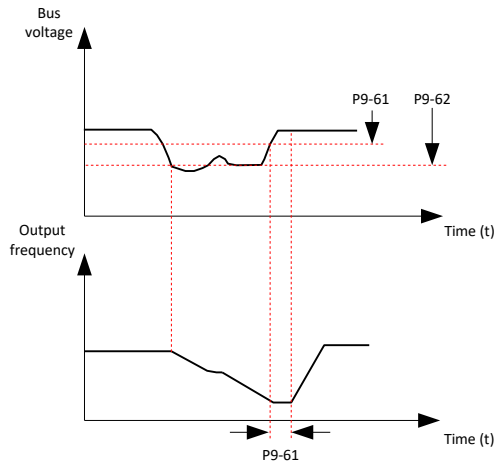 Bus
voltage
P9-61
P9-62
Time (t)
Output
frequency
Time (t)
P9-61